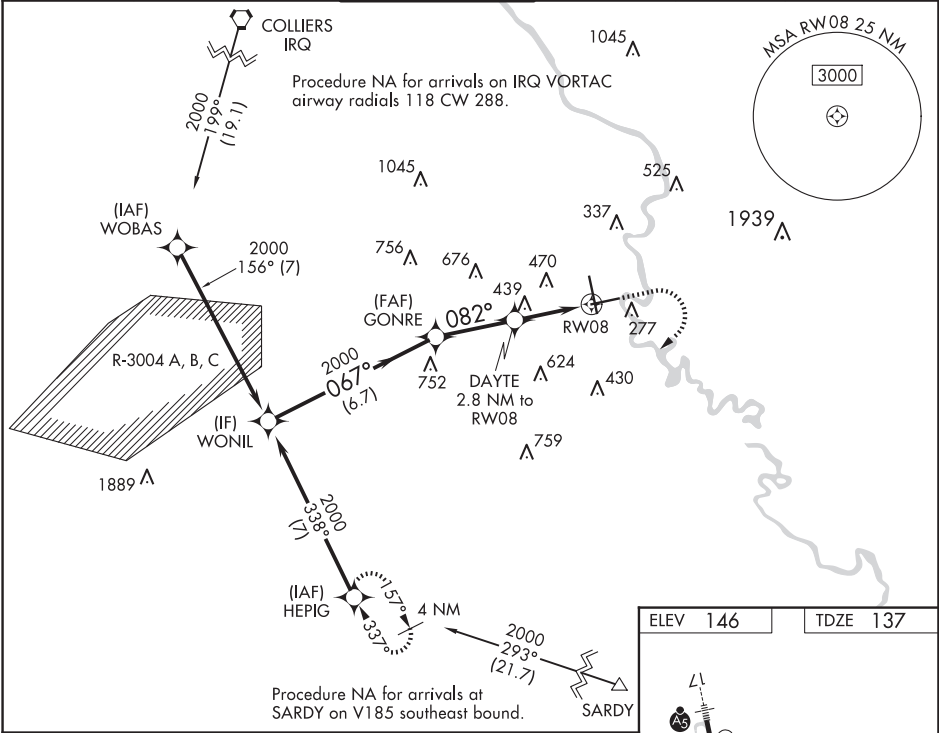 COLLIERS
IRQ
Procedure NA for arrivals on IRQ VORTAC
airway radials 118 CW 288.
1045
MSA RW08 25 NM
3000
2000
199°
(19.1)
1045
525
337
1939
(IAF)
WOBAS
2000
156° (7)
756
676
470
439
(FAF)
GONRE
082°
RW08
277
R-3004 A, B, C
2000
067°
(6.7)
752
DAYTE
2.8 NM to
RW08
624
430
(IF)
WONIL
759
1889
2000
338°
(7)
(IAF)
HEPIG
157°
337°
4 NM
2000
293°
(21.7)
SARDY
Procedure NA for arrivals at
SARDY on V185 southeast bound.
ELEV 146
TDZE 137
17
A5